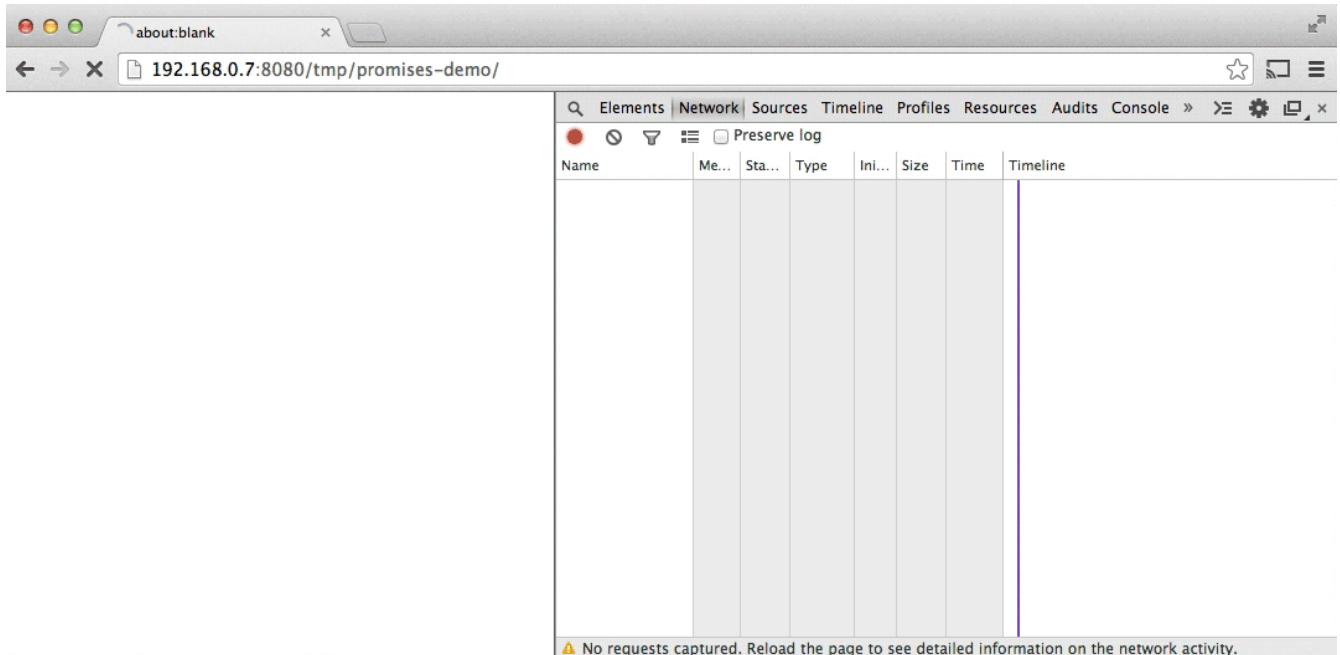 about:blank
192.168.0.7:8080/tmp/promises-demo/
Elements Network Sources Timeline Profiles Resources Audits Console »
Preserve log
Name Me... Sta... Type Ini... Size Time Timeline
No requests captured. Reload the page to see detailed information on the network activity.